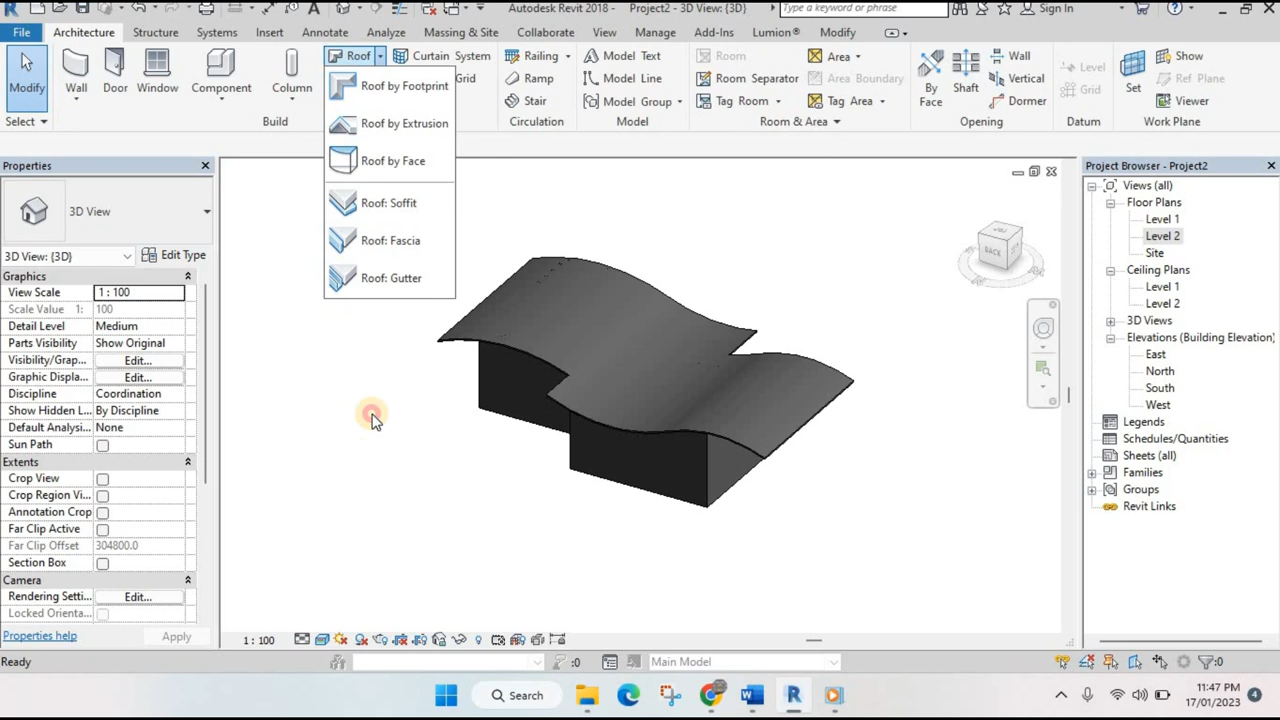 Autodesk Revit 2018 - Project2 - 3D View: {3D}
Type a keyword or phrase
Sign In
File
Architecture
Structure
Systems
Insert
Annotate
Analyze
Massing & Site
Collaborate
View
Manage
Add-Ins
Lumion®
Modify
Modify
Select
Wall
Door
Window
Component
Column
Build
Roof
Curtain System
Grid
Roof by Footprint
Roof by Extrusion
Roof by Face
Roof: Soffit
Roof: Fascia
Roof: Gutter
Railing
Ramp
Stair
Circulation
Model Text
Model Line
Model Group
Model
Room
Room Separator
Tag Room
Area
Area Boundary
Tag Area
Room & Area
By Face
Shaft
Wall
Vertical
Dormer
Opening
Level
Grid
Datum
Set
Show
Ref Plane
Viewer
Work Plane
Properties
3D View
3D View: {3D}
Edit Type
Graphics
View Scale 1 : 100
Scale Value 1: 100
Detail Level Medium
Parts Visibility Show Original
Visibility/Grap... Edit...
Graphic Displa... Edit...
Discipline Coordination
Show Hidden L... By Discipline
Default Analysi... None
Sun Path
Extents
Crop View
Crop Region Vi...
Annotation Crop
Far Clip Active
Far Clip Offset 304800.0
Section Box
Camera
Rendering Setti... Edit...
Locked Orienta...
Properties help
Apply
BACK
Project Browser - Project2
Views (all)
Floor Plans
Level 1
Level 2
Site
Ceiling Plans
Level 1
Level 2
3D Views
Elevations (Building Elevation)
East
North
South
West
Legends
Schedules/Quantities
Sheets (all)
Families
Groups
Revit Links
1 : 100
Ready
:0
Main Model
:0
Search
11:47 PM
17/01/2023
4